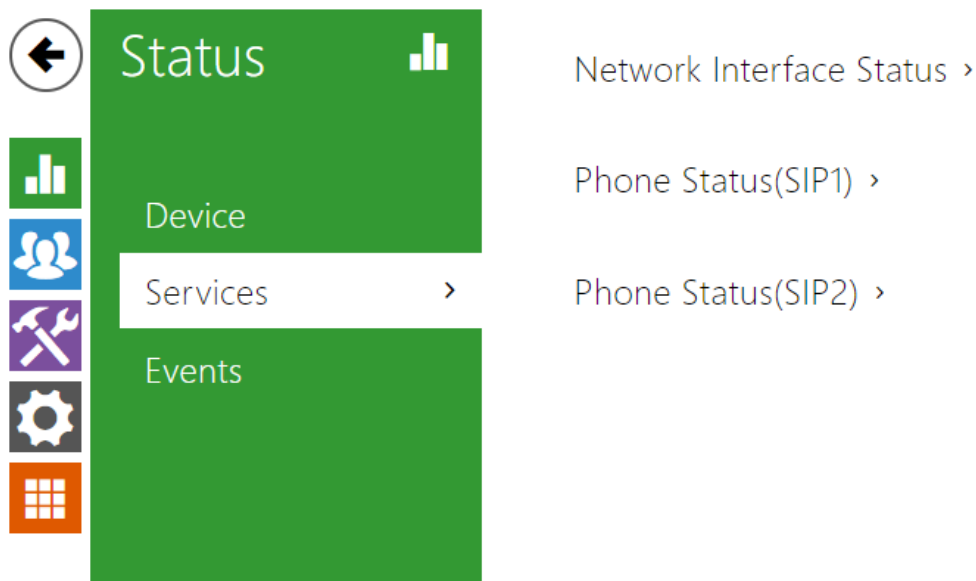 Status
Device
Services
Events
Network Interface Status
Phone Status(SIP1)
Phone Status(SIP2)